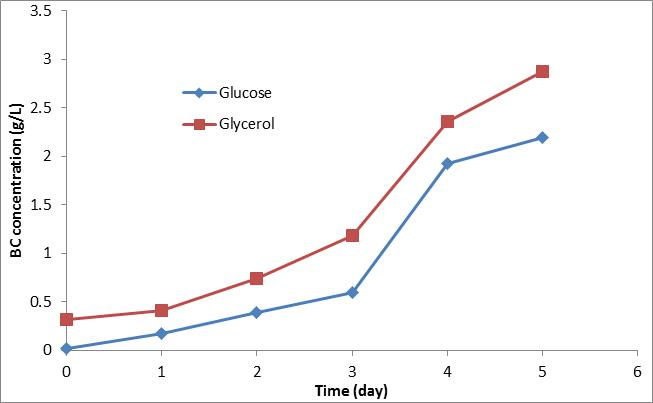 3.5
3
2.5
2
1.5
1
0.5
0
BC concentration (g/L)
Glucose
Glycerol
0 1 2 3 4 5 6
Time (day)